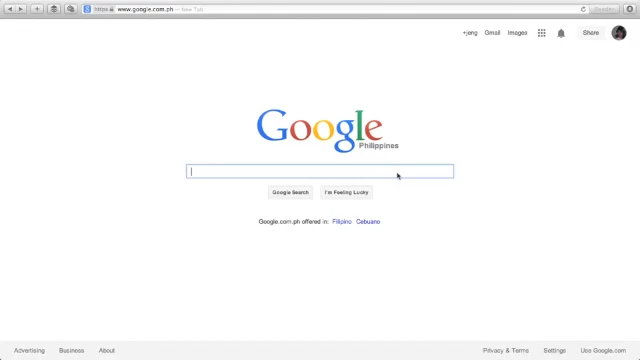 https www.google.com.ph — New Tab
Reader
+jeng Gmail Images Share
Google
Philippines
Google Search I'm Feeling Lucky
Google.com.ph offered in: Filipino Cebuano
Advertising Business About Privacy & Terms Settings Use Google.com